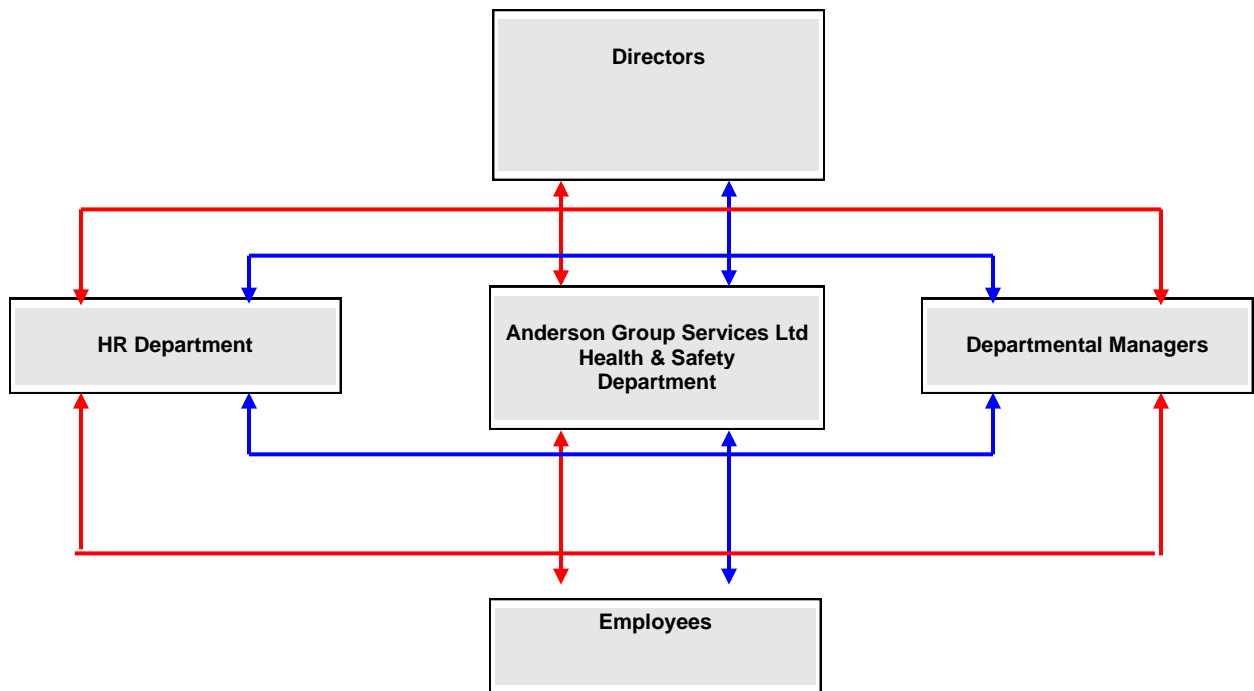 Directors
HR Department
Anderson Group Services Ltd
Health & Safety
Department
Departmental Managers
Employees